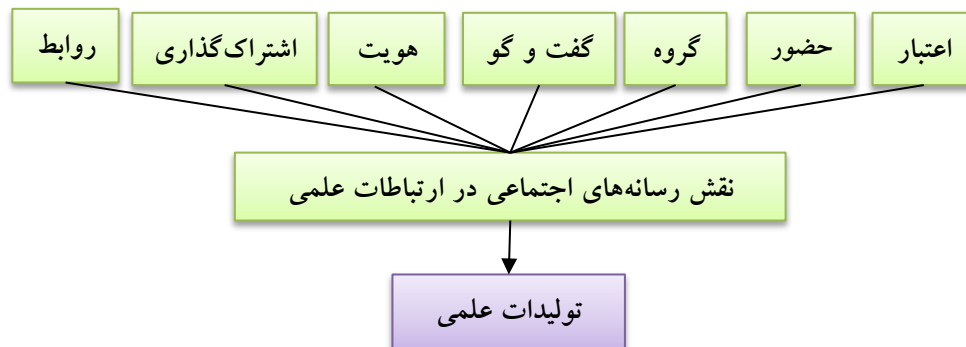 اعتبار
حضور
گروه
گفت و گو
هویت
اشتراک‌گذاری
روابط
نقش رسانه‌های اجتماعی در ارتباطات علمی
تولیدات علمی